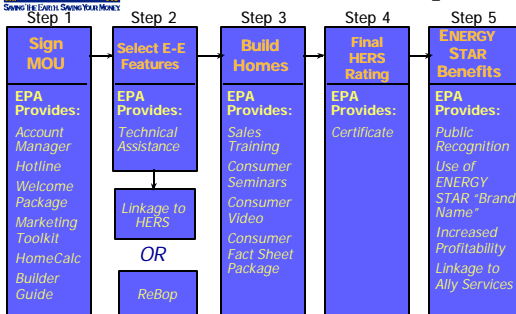 SAVING THE EARTH. SAVING YOUR MONEY.
Step 1
Sign
MOU
EPA
Provides:
Account
Manager
Hotline
Welcome
Package
Marketing
Toolkit
HomeCalc
Builder
Guide
Step 2
Select E-E
Features
EPA
Provides:
Technical
Assistance
Linkage to
HERS
OR
ReBop
Step 3
Build
Homes
EPA
Provides:
Sales
Training
Consumer
Seminars
Consumer
Video
Consumer
Fact Sheet
Package
Step 4
Final
HERS
Rating
EPA
Provides:
Certificate
Step 5
ENERGY
STAR
Benefits
EPA
Provides:
Public
Recognition
Use of
ENERGY
STAR "Brand
Name"
Increased
Profitability
Linkage to
Ally Services